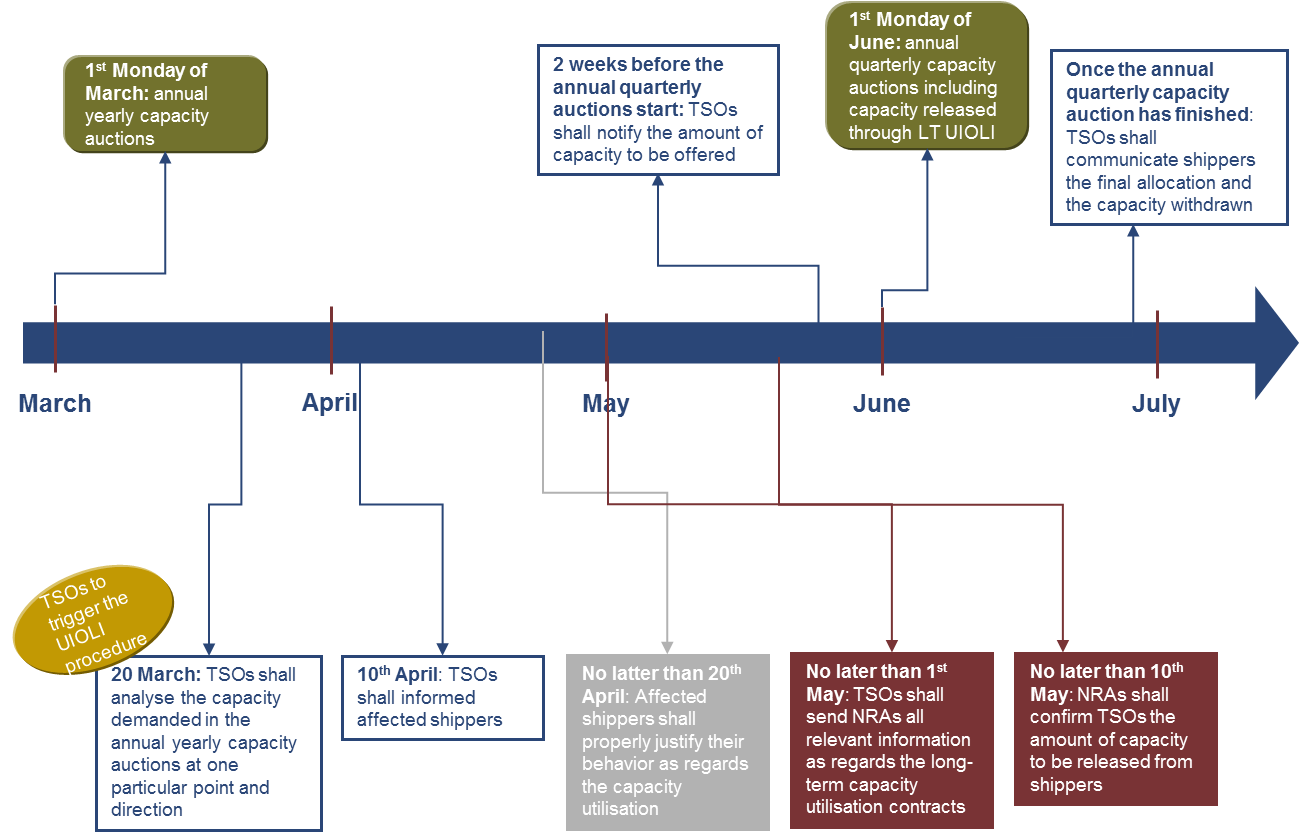 1st Monday of
March: annual
yearly capacity
auctions
2 weeks before the
annual quarterly
auctions start: TSOs
shall notify the amount of
capacity to be offered
1st Monday of
June: annual
quarterly capacity
auctions including
capacity released
through LT UIOLI
Once the annual
quarterly capacity
auction has finished:
TSOs shall
communicate shippers
the final allocation and
the capacity withdrawn
March
April
May
June
July
TSOs to
trigger the
UIOLI
procedure
20 March: TSOs shall
analyse the capacity
demanded in the
annual yearly capacity
auctions at one
particular point and
direction
10th April: TSOs
shall informed
affected shippers
No latter than 20th
April: Affected
shippers shall
properly justify their
behavior as regards
the capacity
utilisation
No later than 1st
May: TSOs shall
send NRAs all
relevant information
as regards the long-
term capacity
utilisation contracts
No later than 10th
May: NRAs shall
confirm TSOs the
amount of capacity
to be released from
shippers